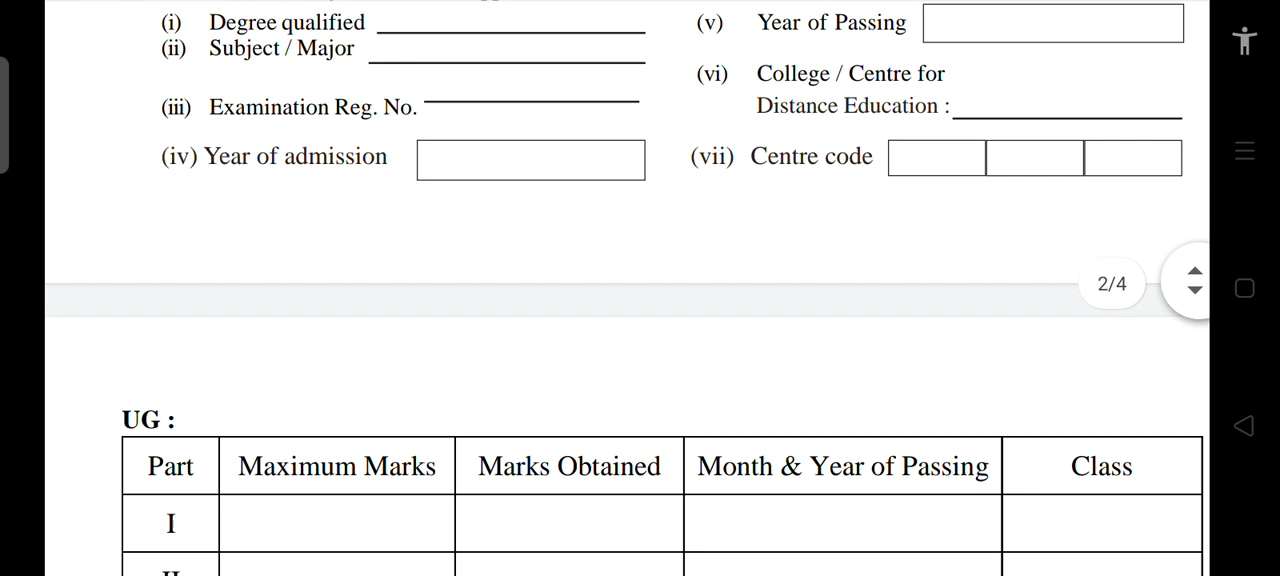 (i) Degree qualified
(ii) Subject / Major
(iii) Examination Reg. No.
(iv) Year of admission
(v) Year of Passing
(vi) College / Centre for
Distance Education :
(vii) Centre code
2/4
UG :
Part Maximum Marks Marks Obtained Month & Year of Passing Class
I